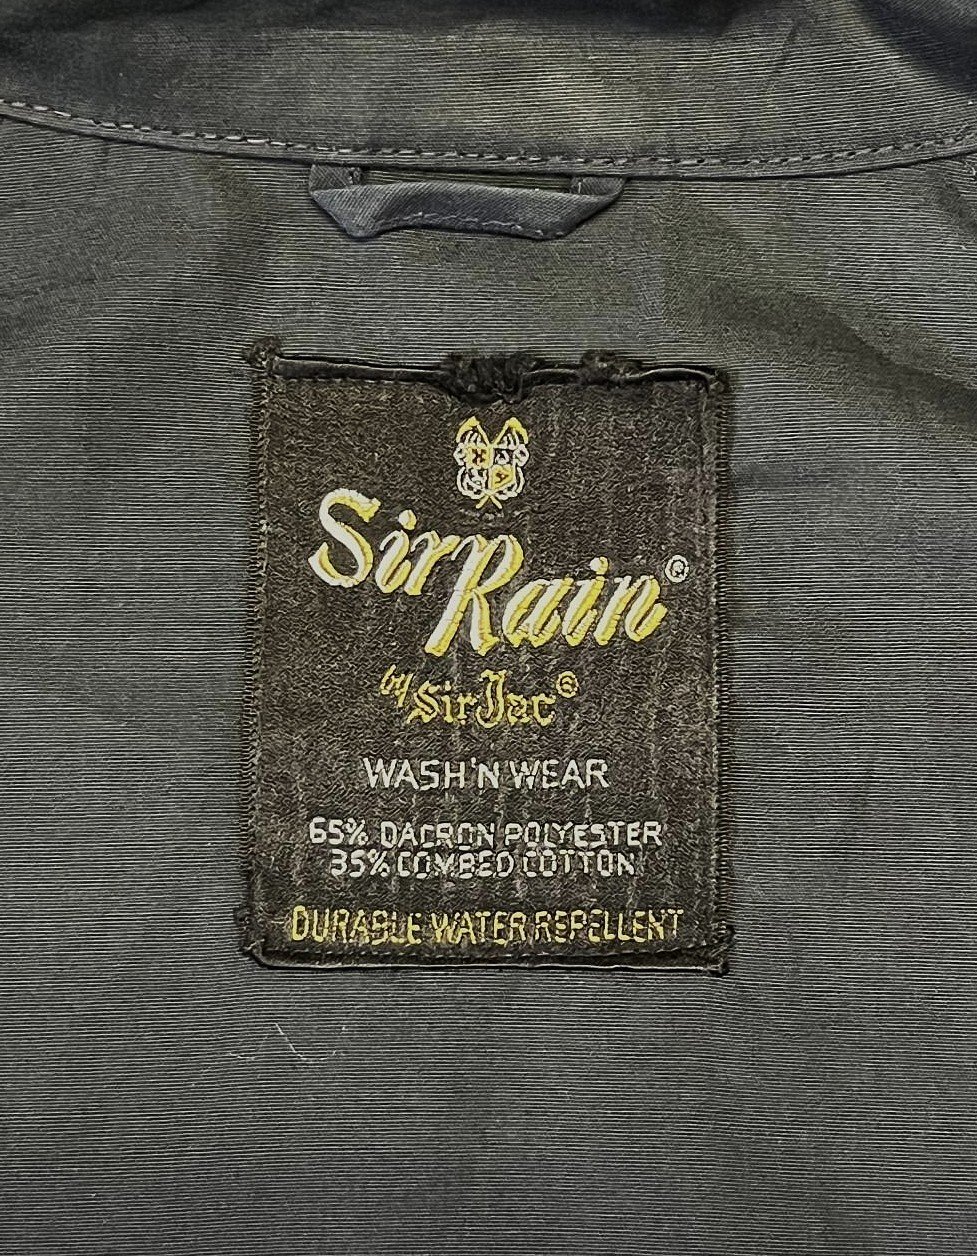 Sir Rain®
by Sir Jac®
WASH 'N WEAR
65% DACRON POLYESTER
35% COMBED COTTON
DURABLE WATER REPELLENT